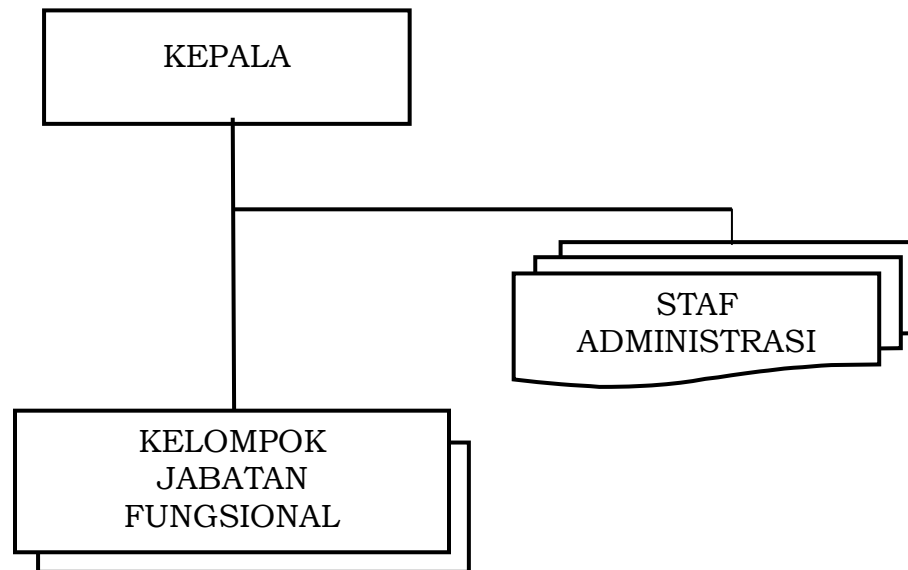 KEPALA
STAF
ADMINISTRASI
KELOMPOK
JABATAN
FUNGSIONAL